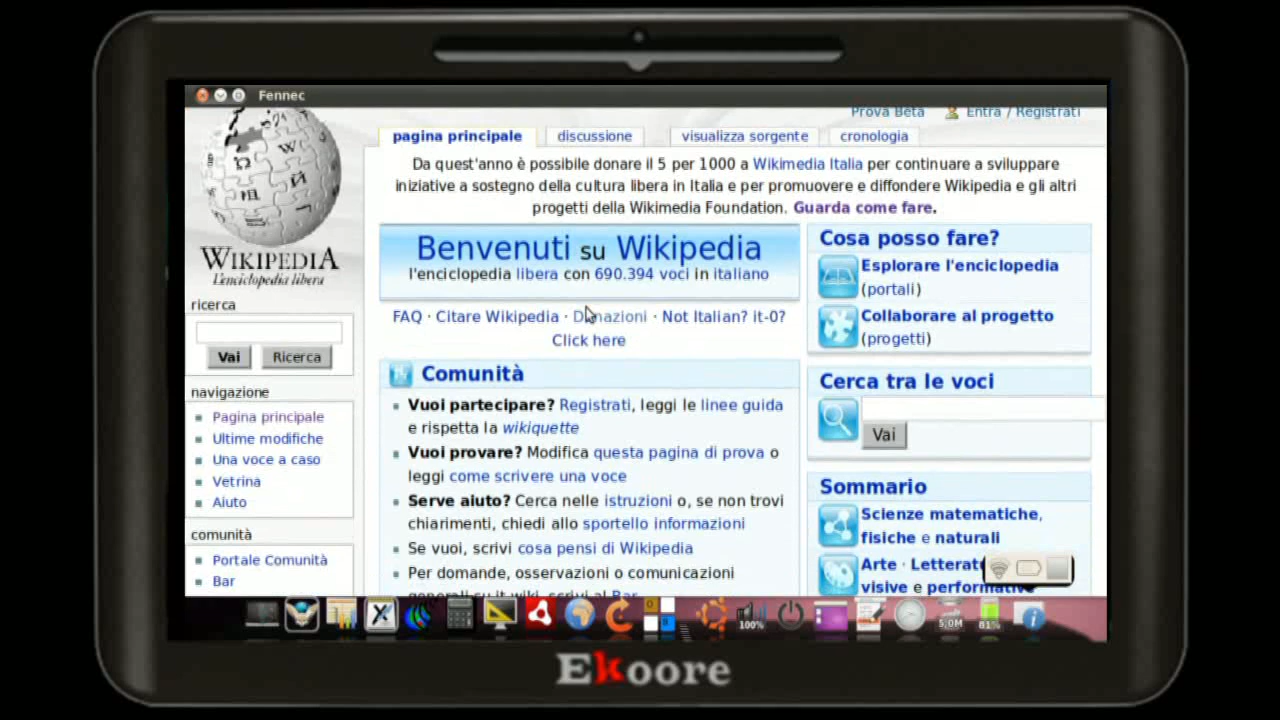 Fennec
Prova Beta Entra / Registrati
pagina principale discussione visualizza sorgente cronologia
Da quest'anno è possibile donare il 5 per 1000 a Wikimedia Italia per continuare a sviluppare
iniziative a sostegno della cultura libera in Italia e per promuovere e diffondere Wikipedia e gli altri
progetti della Wikimedia Foundation. Guarda come fare.
WIKIPEDIA
L'enciclopedia libera
ricerca
Vai Ricerca
navigazione
Pagina principale
Ultime modifiche
Una voce a caso
Vetrina
Aiuto
comunità
Portale Comunità
Bar
Benvenuti su Wikipedia
l'enciclopedia libera con 690.394 voci in italiano
FAQ · Citare Wikipedia · Donazioni · Not Italian? it-0?
Click here
Comunità
Vuoi partecipare? Registrati, leggi le linee guida
e rispetta la wikiquette
Vuoi provare? Modifica questa pagina di prova o
leggi come scrivere una voce
Serve aiuto? Cerca nelle istruzioni o, se non trovi
chiarimenti, chiedi allo sportello informazioni
Se vuoi, scrivi cosa pensi di Wikipedia
Per domande, osservazioni o comunicazioni
generali su it.wiki, scrivi al Bar
Cosa posso fare?
Esplorare l'enciclopedia
(portali)
Collaborare al progetto
(progetti)
Cerca tra le voci
Vai
Sommario
Scienze matematiche,
fisiche e naturali
Arte · Letterat
visive e performative
100% 5,0M 81%
Ekoore